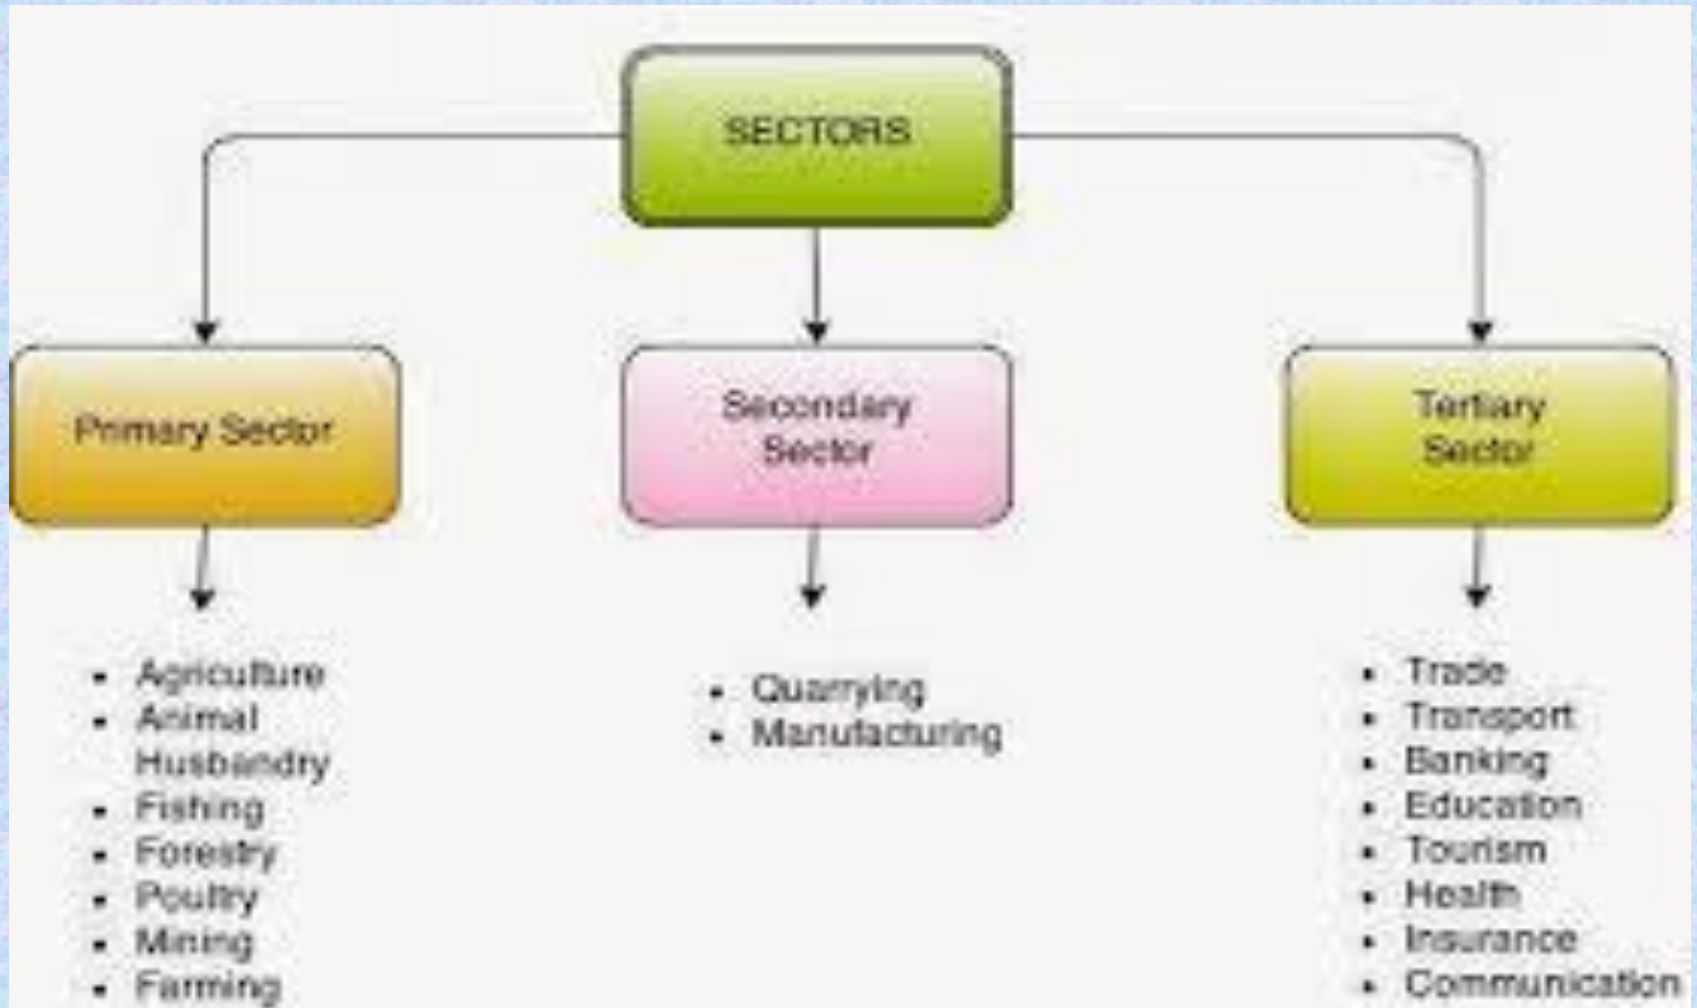 SECTORS
Primary Sector
Secondary
Sector
Tertiary
Sector
• Agriculture
• Animal
Husbandry
• Fishing
• Forestry
• Poultry
• Mining
• Farming
• Quarrying
• Manufacturing
• Trade
• Transport
• Banking
• Education
• Tourism
• Health
• Insurance
• Communication